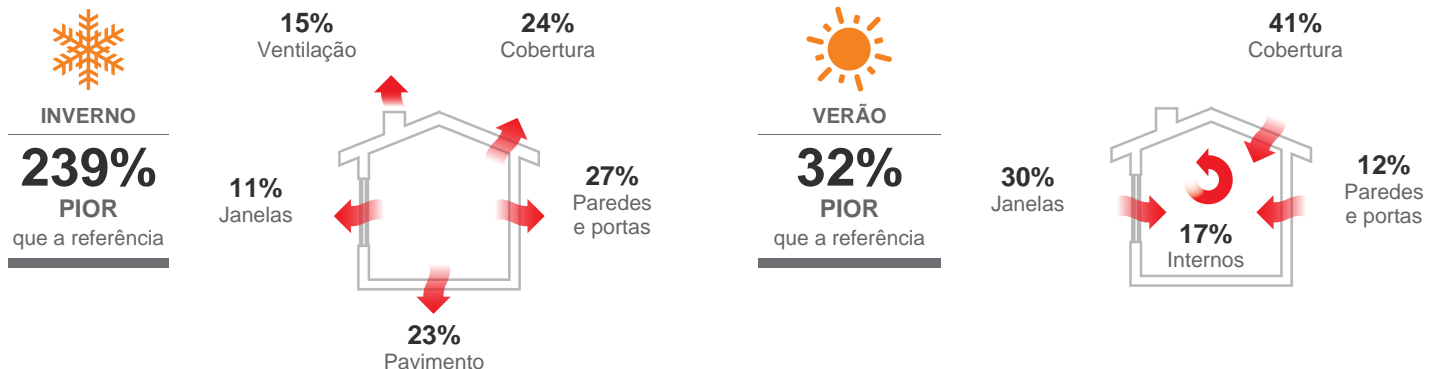 INVERNO
239%
PIOR
que a referência
15%
Ventilação
24%
Cobertura
11%
Janelas
27%
Paredes
e portas
23%
Pavimento
VERÃO
32%
PIOR
que a referência
41%
Cobertura
30%
Janelas
12%
Paredes
e portas
17%
Internos